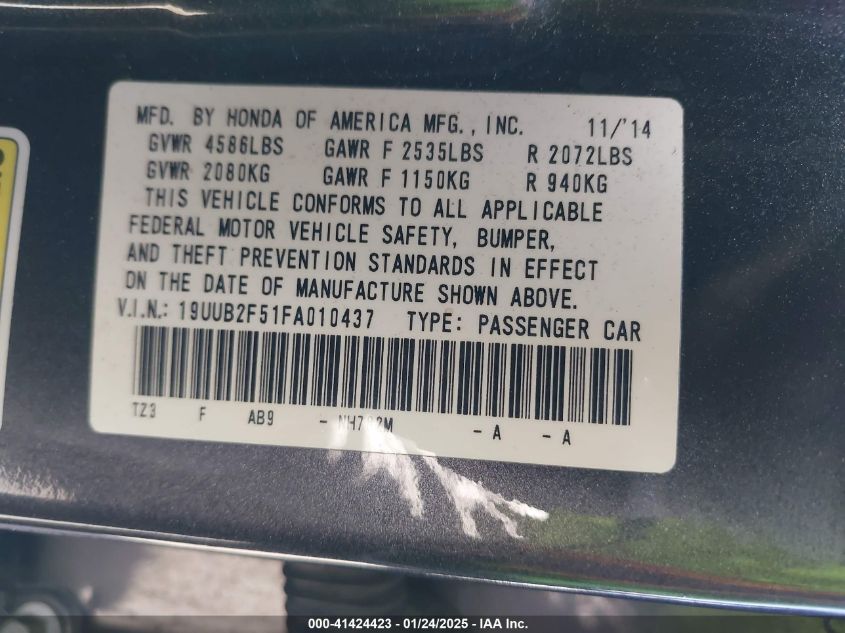 MFD. BY HONDA OF AMERICA MFG., INC. 11/'14
GVWR 4586LBS GAWR F 2535LBS R 2072LBS
GVWR 2080KG GAWR F 1150KG R 940KG
THIS VEHICLE CONFORMS TO ALL APPLICABLE
FEDERAL MOTOR VEHICLE SAFETY, BUMPER,
AND THEFT PREVENTION STANDARDS IN EFFECT
ON THE DATE OF MANUFACTURE SHOWN ABOVE.
V.I.N.: 19UUB2F51FA010437 TYPE: PASSENGER CAR
TZ3 F AB9 - - A - A
000-41424423 - 01/24/2025 - IAA Inc.